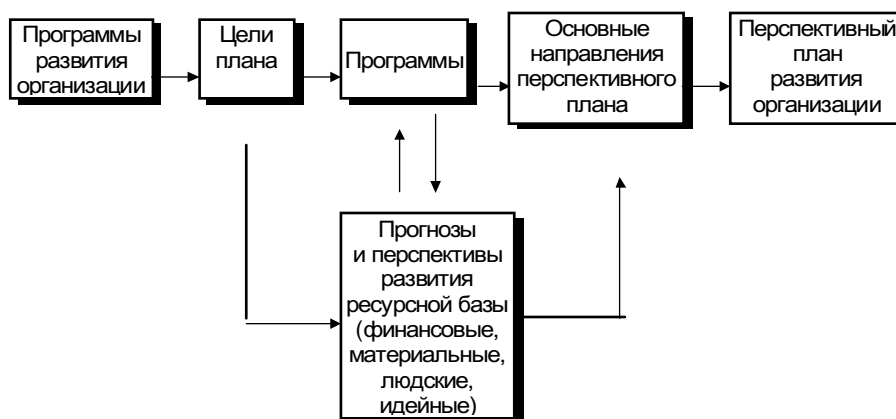 Программы
развития
организации
Цели
плана
Программы
Основные
направления
перспективного
плана
Перспективный
план
развития
организации
Прогнозы
и перспективы
развития
ресурсной базы
(финансовые,
материальные,
людские,
идейные)